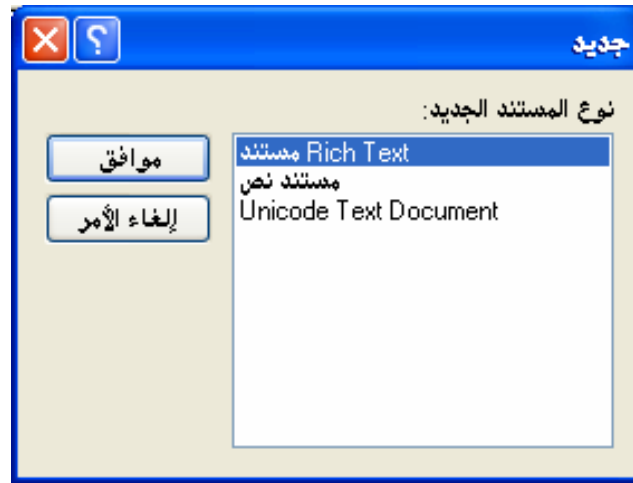 جديد
نوع المستند الجديد:
مستند Rich Text
مستند نص
Unicode Text Document
موافق
إلغاء الأمر